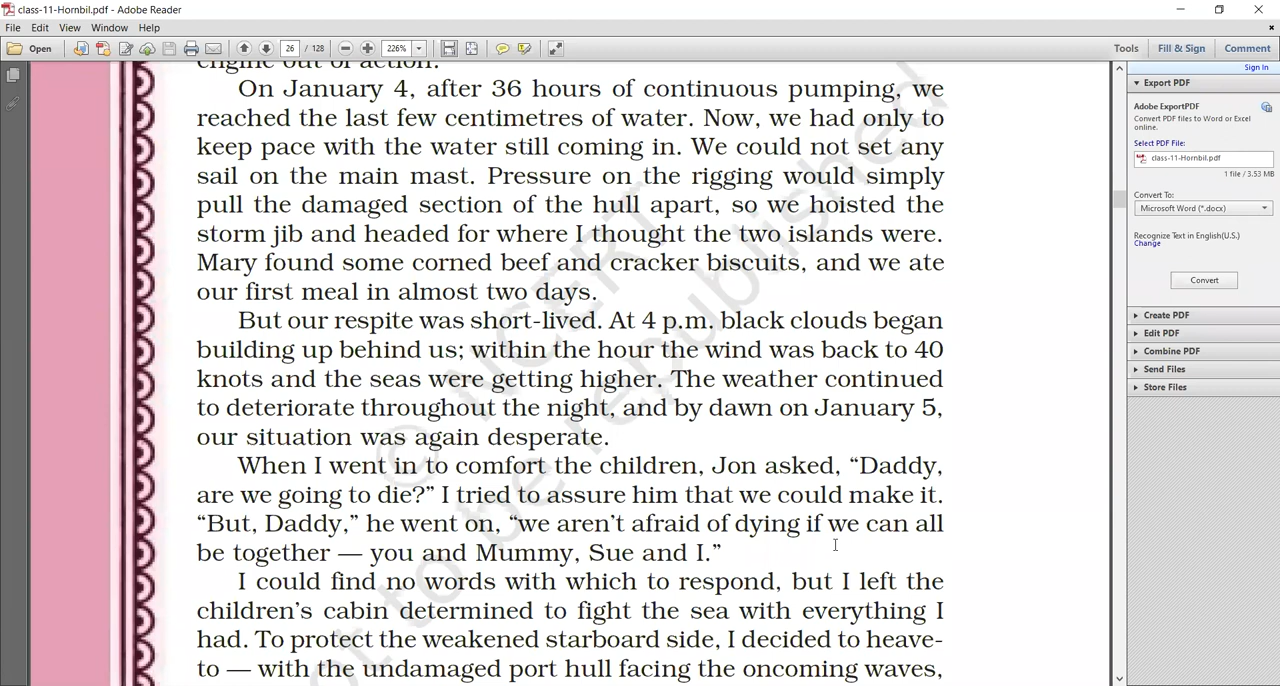 class-11-Hornbil.pdf - Adobe Reader
File Edit View Window Help
Open 26 / 128 226% Tools Fill & Sign Comment
Sign In
engine out of action.
On January 4, after 36 hours of continuous pumping, we
reached the last few centimetres of water. Now, we had only to
keep pace with the water still coming in. We could not set any
sail on the main mast. Pressure on the rigging would simply
pull the damaged section of the hull apart, so we hoisted the
storm jib and headed for where I thought the two islands were.
Mary found some corned beef and cracker biscuits, and we ate
our first meal in almost two days.
But our respite was short-lived. At 4 p.m. black clouds began
building up behind us; within the hour the wind was back to 40
knots and the seas were getting higher. The weather continued
to deteriorate throughout the night, and by dawn on January 5,
our situation was again desperate.
When I went in to comfort the children, Jon asked, “Daddy,
are we going to die?” I tried to assure him that we could make it.
“But, Daddy,” he went on, “we aren’t afraid of dying if we can all
be together — you and Mummy, Sue and I.”
I could find no words with which to respond, but I left the
children’s cabin determined to fight the sea with everything I
had. To protect the weakened starboard side, I decided to heave-
to — with the undamaged port hull facing the oncoming waves,
© NCERT
not to be republished
Export PDF
Adobe ExportPDF
Convert PDF files to Word or Excel
online.
Select PDF File:
class-11-Hornbil.pdf
1 file / 3.53 MB
Convert To:
Microsoft Word (*.docx)
Recognize Text in English(U.S.)
Change
Convert
Create PDF
Edit PDF
Combine PDF
Send Files
Store Files